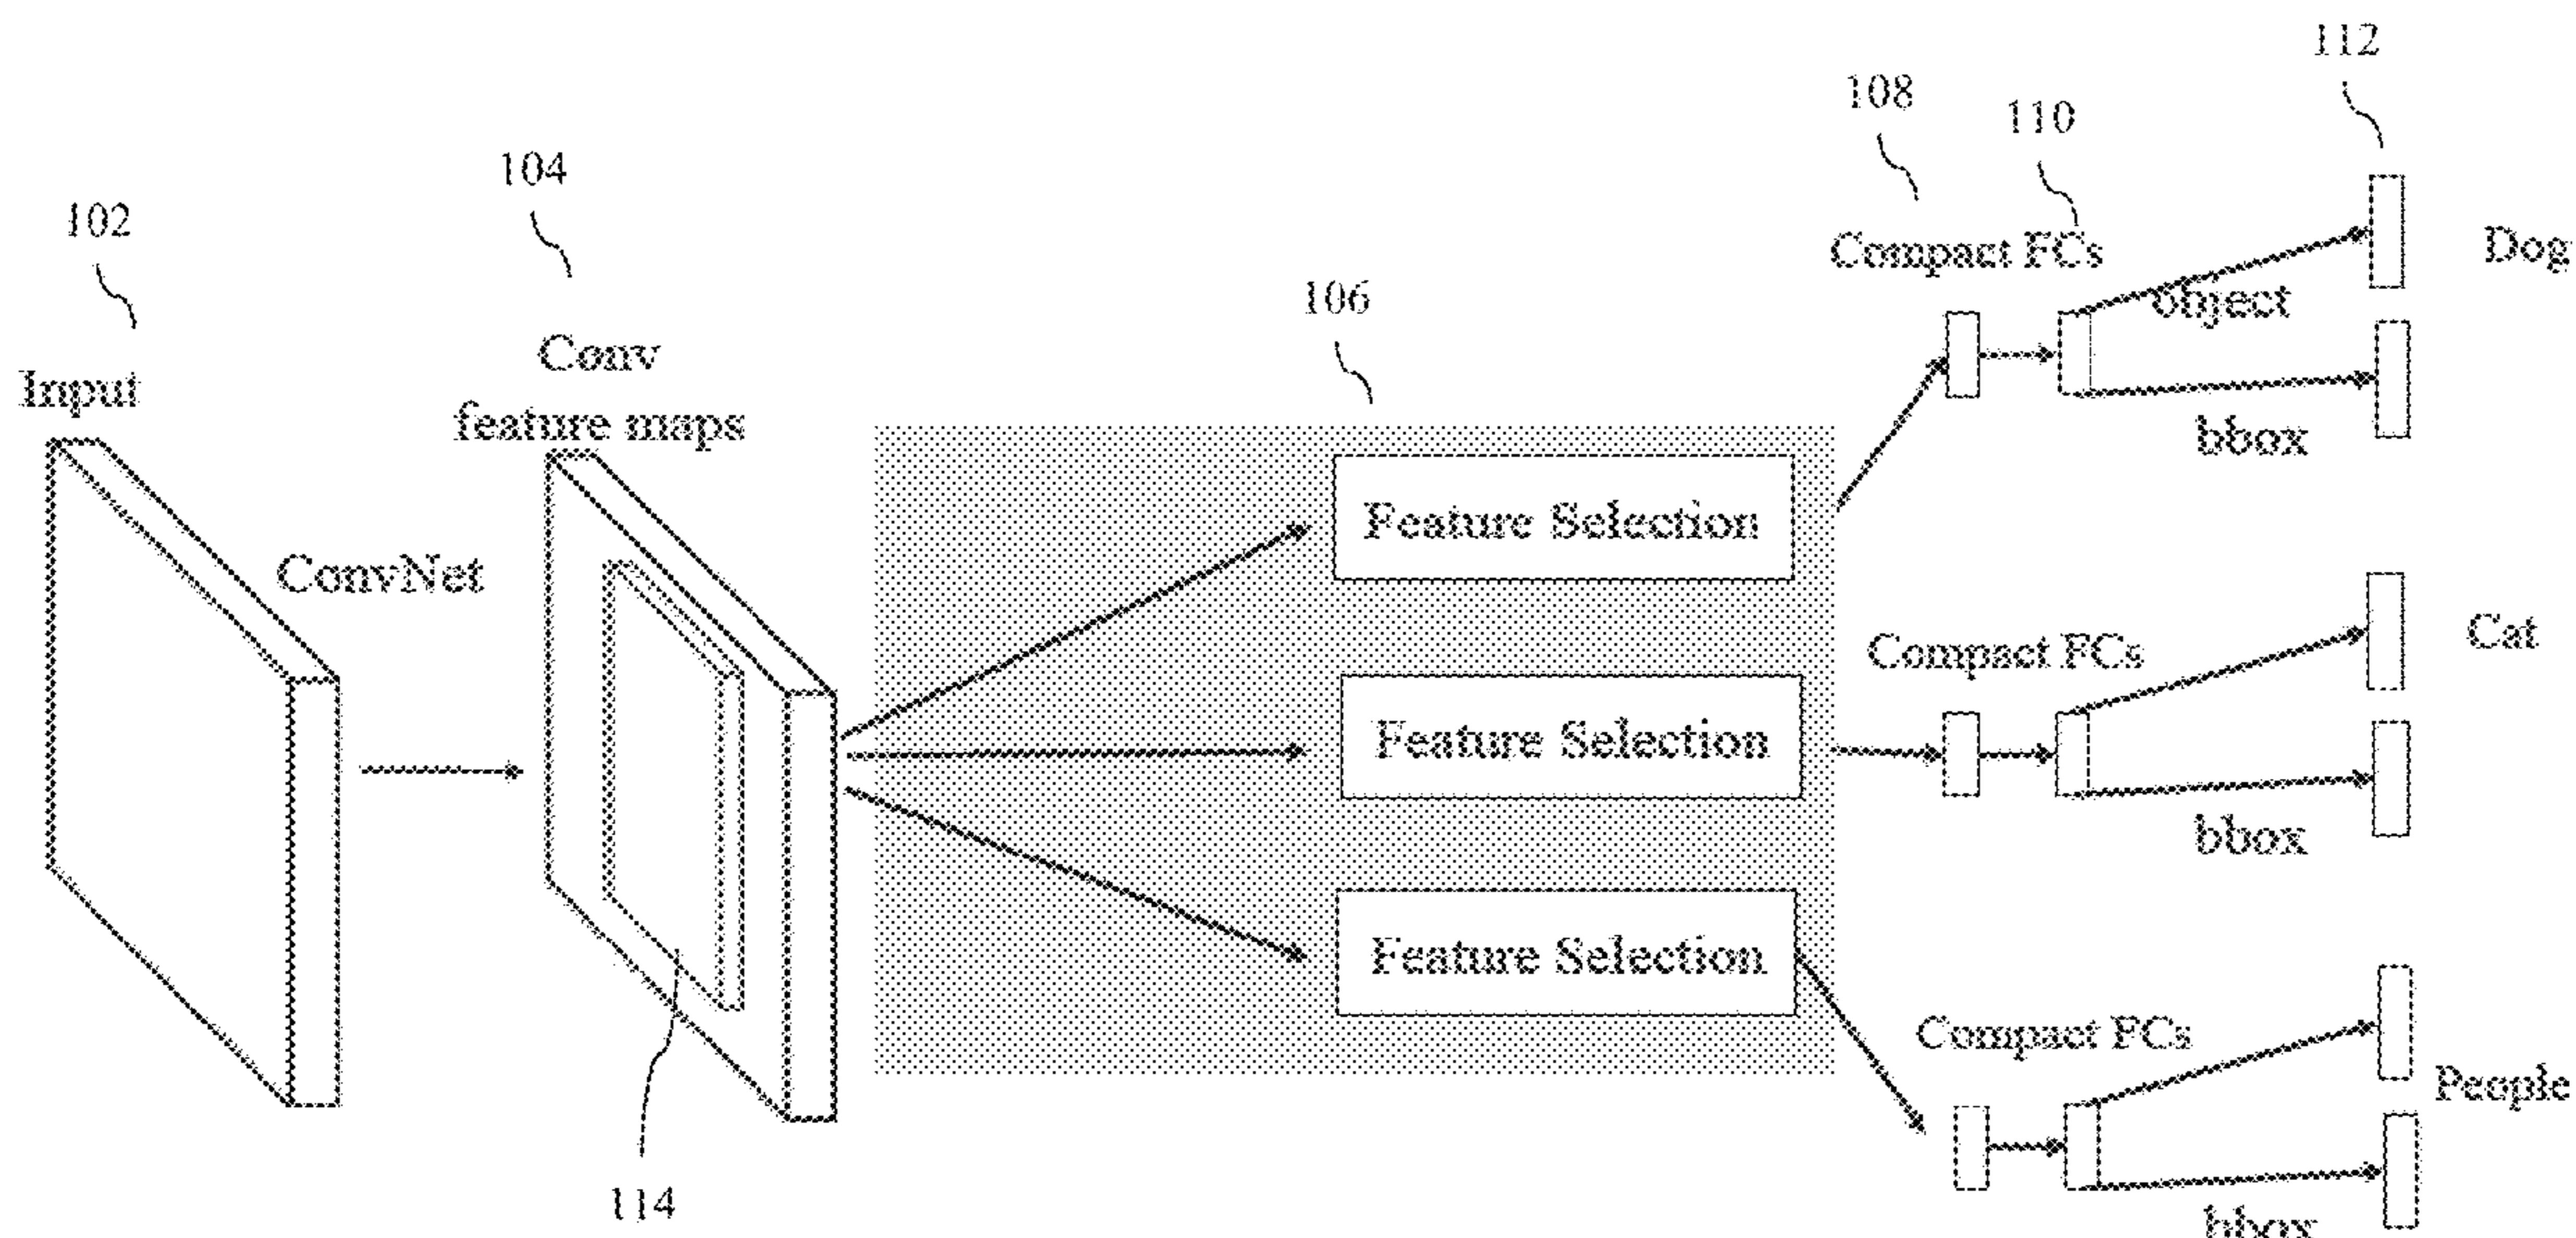 112
108
110
104
102
Compact FCs
Dog
object
106
Conv
feature maps
Input
bbox
Feature Selection
ConvNet
Cat
Compact FCs
Feature Selection
bbox
Feature Selection
Compact FCs
People
114
bbox